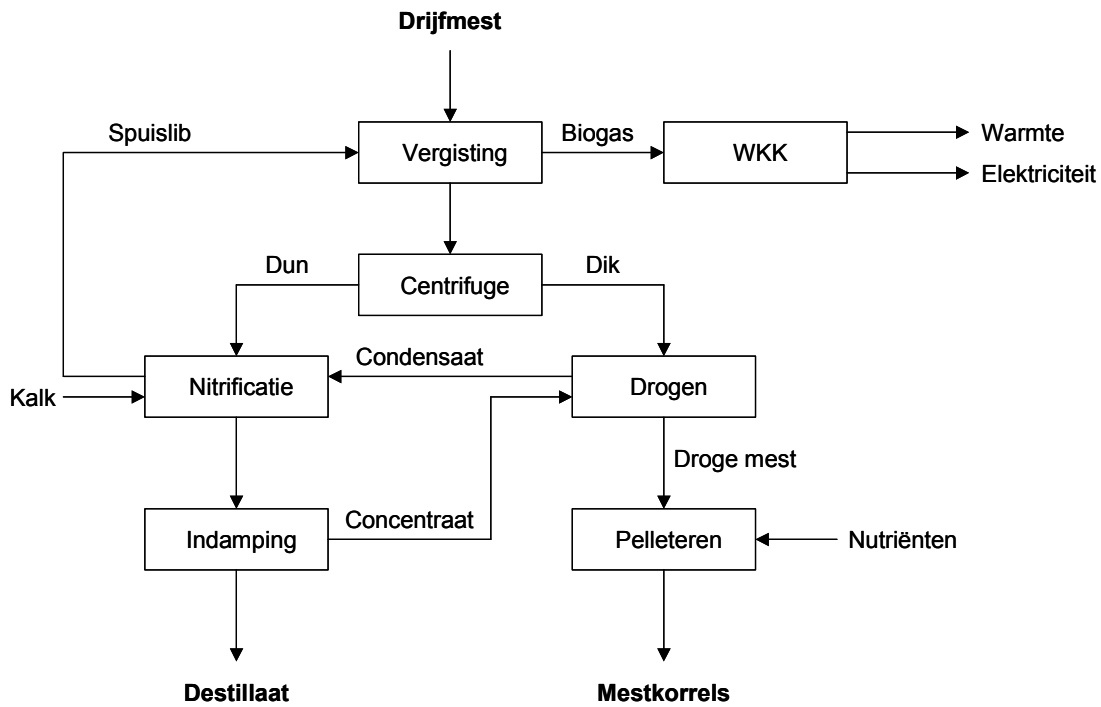 Drijfmest
Spuislib
Vergisting
Biogas
WKK
Warmte
Elektriciteit
Dun
Centrifuge
Dik
Condensaat
Kalk
Nitrificatie
Drogen
Droge mest
Concentraat
Indamping
Pelleteren
Nutriënten
Destillaat
Mestkorrels